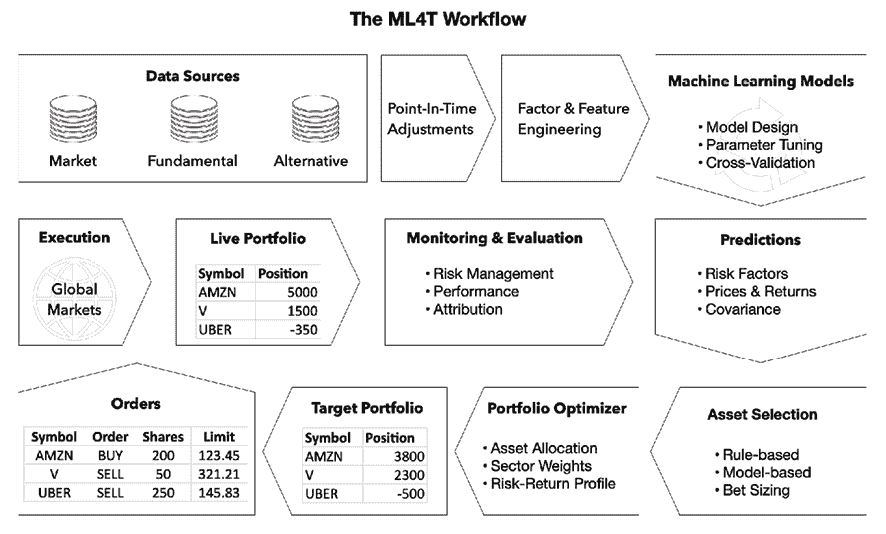 The ML4T Workflow
Data Sources
Market Fundamental Alternative
Point-In-Time
Adjustments
Factor & Feature
Engineering
Machine Learning Models
• Model Design
• Parameter Tuning
• Cross-Validation
Execution
Global
Markets
Live Portfolio
Symbol Position
AMZN 5000
V 1500
UBER -350
Monitoring & Evaluation
• Risk Management
• Performance
• Attribution
Predictions
• Risk Factors
• Prices & Returns
• Covariance
Orders
Symbol Order Shares Limit
AMZN BUY 200 123.45
V SELL 50 321.21
UBER SELL 250 145.83
Target Portfolio
Symbol Position
AMZN 3800
V 2300
UBER -500
Portfolio Optimizer
• Asset Allocation
• Sector Weights
• Risk-Return Profile
Asset Selection
• Rule-based
• Model-based
• Bet Sizing